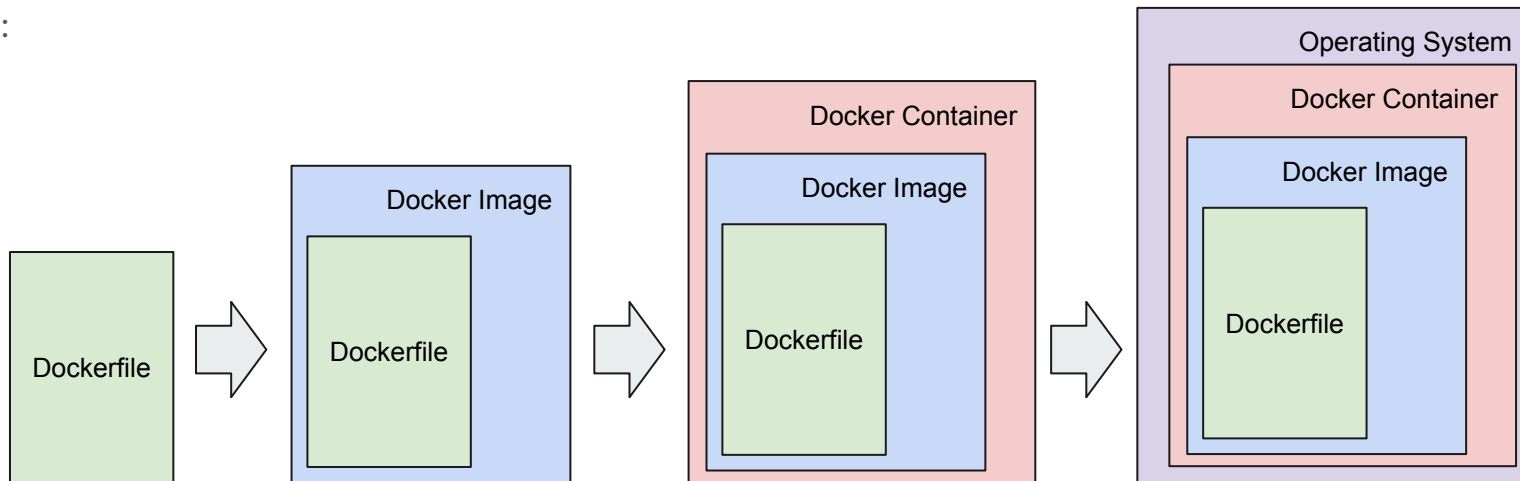 :
Dockerfile
Docker Image
Dockerfile
Docker Container
Docker Image
Dockerfile
Operating System
Docker Container
Docker Image
Dockerfile